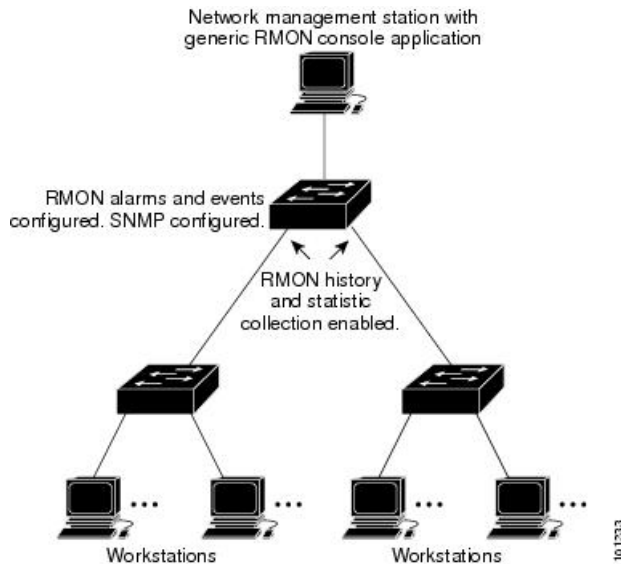 Network management station with
generic RMON console application
RMON alarms and events
configured. SNMP configured.
RMON history
and statistic
collection enabled.
Workstations
Workstations
101233